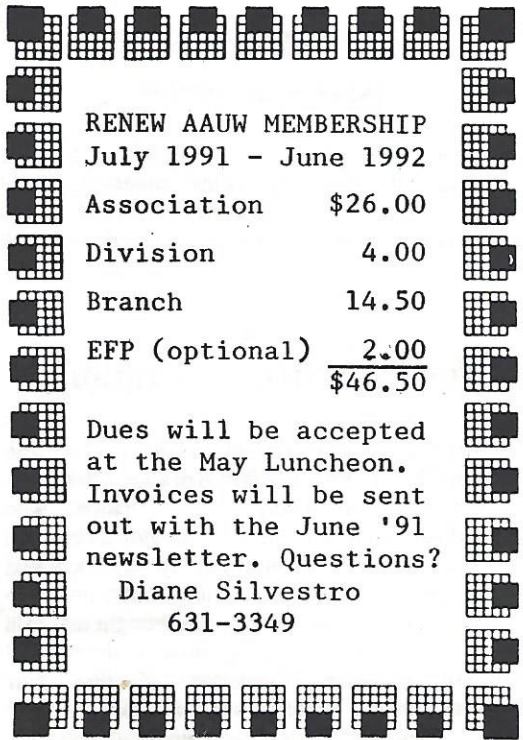 RENEW AAUW MEMBERSHIP
July 1991 - June 1992
Association $26.00
Division 4.00
Branch 14.50
EFP (optional) 2.00
$46.50
Dues will be accepted
at the May Luncheon.
Invoices will be sent
out with the June '91
newsletter. Questions?
Diane Silvestro
631-3349